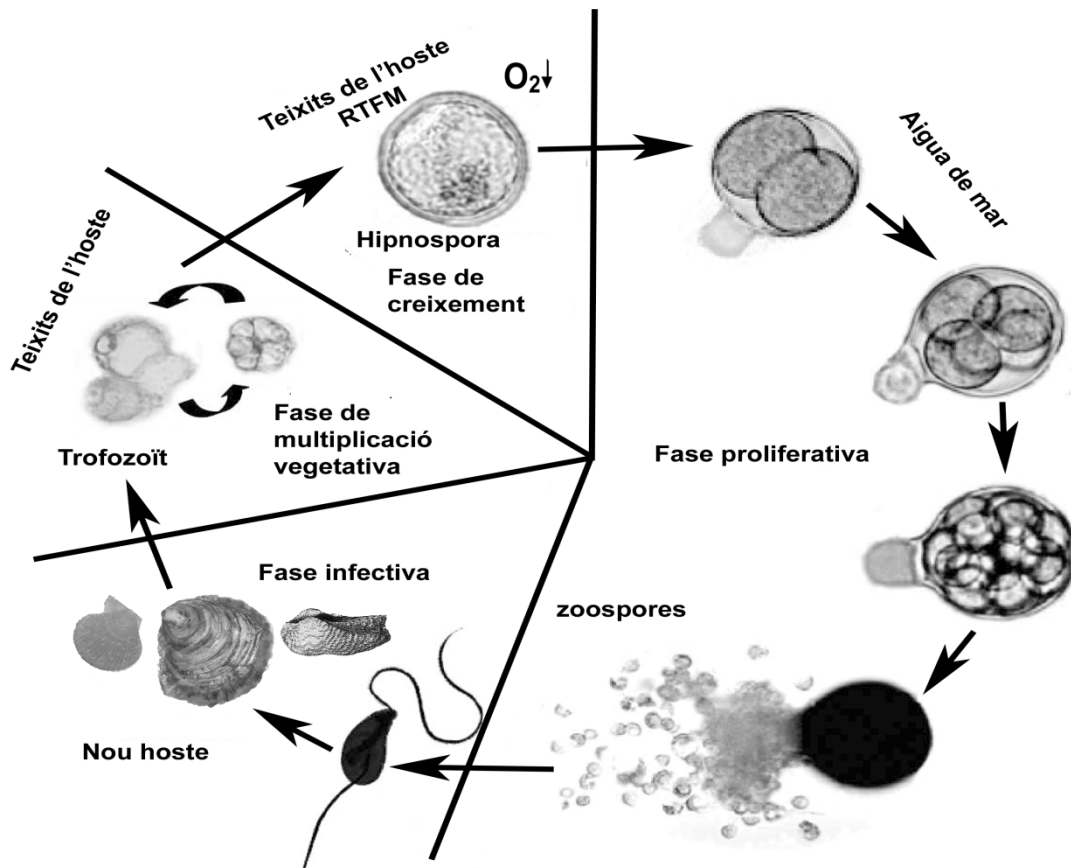 Teixits de l'hoste
RTFM
O₂↓
Hipnospora
Fase de
creixement
Aigua de mar
Fase proliferativa
zoospores
Fase infectiva
Nou hoste
Teixits de l'hoste
Trofozoït
Fase de
multiplicació
vegetativa